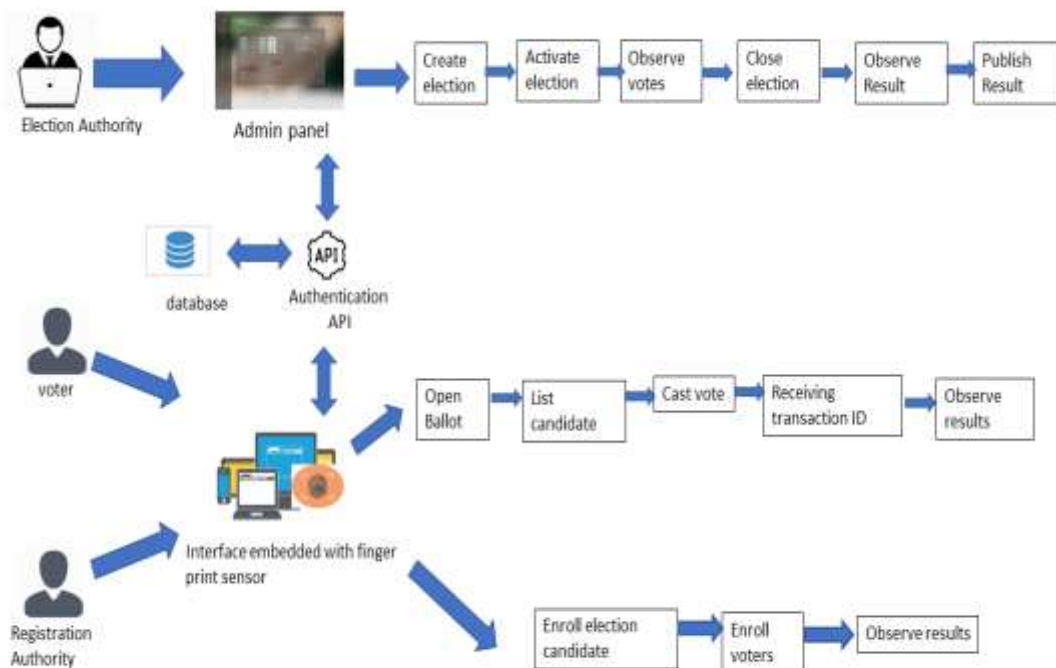 Election Authority
Admin panel
Create
election
Activate
election
Observe
votes
Close
election
Observe
Result
Publish
Result
API
database
Authentication
API
voter
Open
Ballot
List
candidate
Cast vote
Receiving
transaction ID
Observe
results
Interface embedded with finger
print sensor
Registration
Authority
Enroll election
candidate
Enroll
voters
Observe results